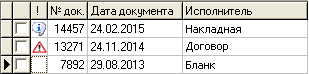 ! № док. Дата документа Исполнитель
14457 24.02.2015 Накладная
13271 24.11.2014 Договор
7892 29.08.2013 Бланк